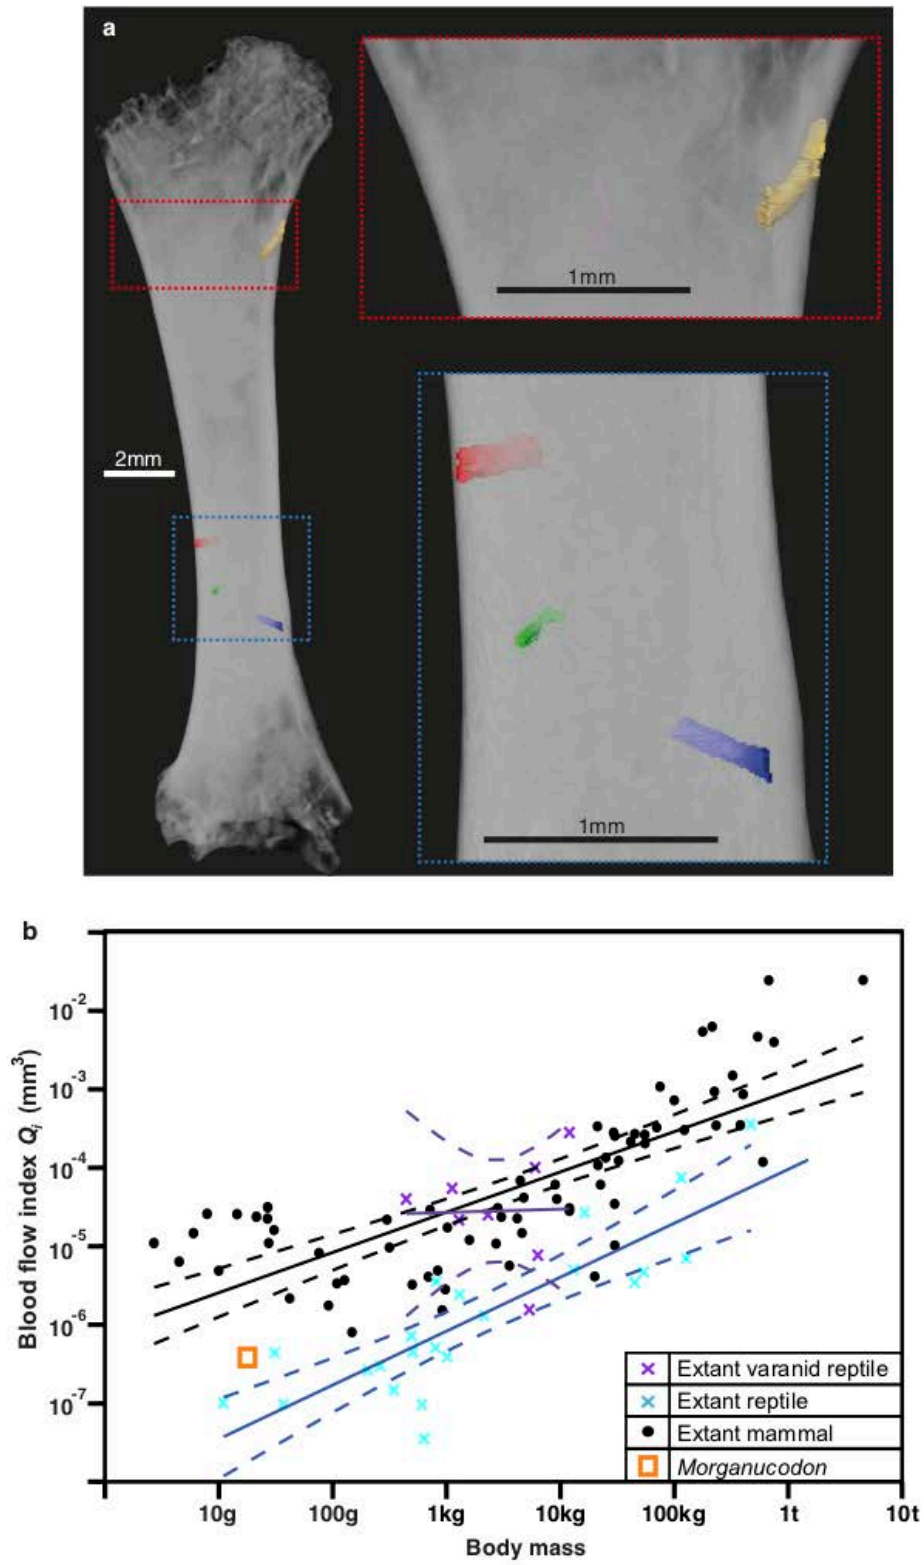 a
1mm
2mm
1mm
b
Blood flow index Qi (mm3)
10-2
10-3
10-4
10-5
10-6
10-7
Extant varanid reptile
Extant reptile
Extant mammal
Morganucodon
10g 100g 1kg 10kg 100kg 1t 10t
Body mass